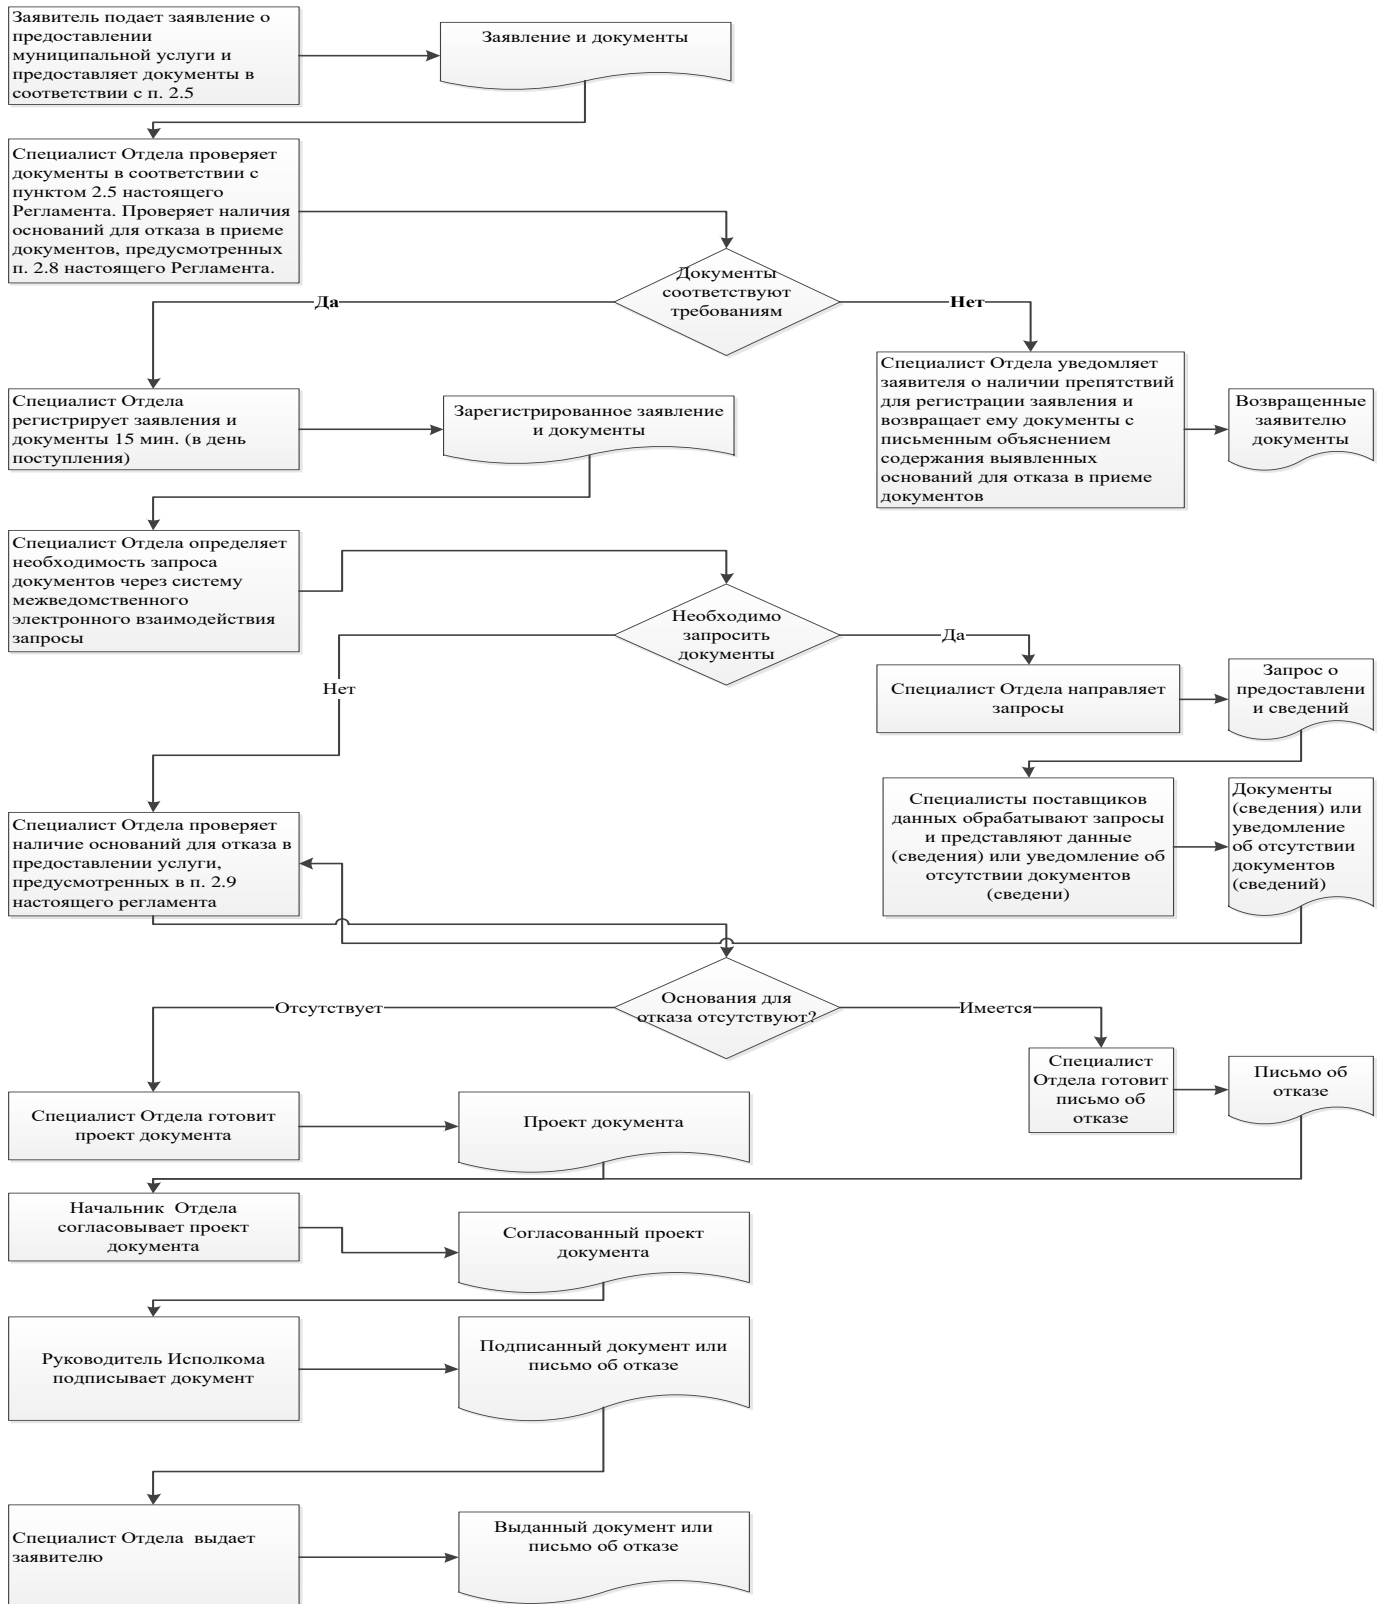 Заявитель подает заявление о
предоставлении
муниципальной услуги и
предоставляет документы в
соответствии с п. 2.5
Заявление и документы
Специалист Отдела проверяет
документы в соответствии с
пунктом 2.5 настоящего
Регламента. Проверяет наличия
оснований для отказа в приеме
документов, предусмотренных
п. 2.8 настоящего Регламента.
Документы
соответствуют
требованиям
Да
Нет
Специалист Отдела
регистрирует заявления и
документы 15 мин. (в день
поступления)
Зарегистрированное заявление
и документы
Специалист Отдела уведомляет
заявителя о наличии препятствий
для регистрации заявления и
возвращает ему документы с
письменным объяснением
содержания выявленных
оснований для отказа в приеме
документов
Возвращенные
заявителю
документы
Специалист Отдела определяет
необходимость запроса
документов через систему
межведомственного
электронного взаимодействия
запросы
Необходимо
запросить
документы
Да
Нет
Специалист Отдела направляет
запросы
Запрос о
предоставлени
и сведений
Специалисты поставщиков
данных обрабатывают запросы
и представляют данные
(сведения) или уведомление об
отсутствии документов
(сведени)
Документы
(сведения) или
уведомление
об отсутствии
документов
(сведений)
Специалист Отдела проверяет
наличие оснований для отказа в
предоставлении услуги,
предусмотренных в п. 2.9
настоящего регламента
Основания для
отказа отсутствуют?
Отсутствует
Имеется
Специалист
Отдела готовит
письмо об
отказе
Письмо об
отказе
Специалист Отдела готовит
проект документа
Проект документа
Начальник  Отдела
согласовывает проект
документа
Согласованный проект
документа
Руководитель Исполкома
подписывает документ
Подписанный документ или
письмо об отказе
Специалист Отдела  выдает
заявителю
Выданный документ или
письмо об отказе